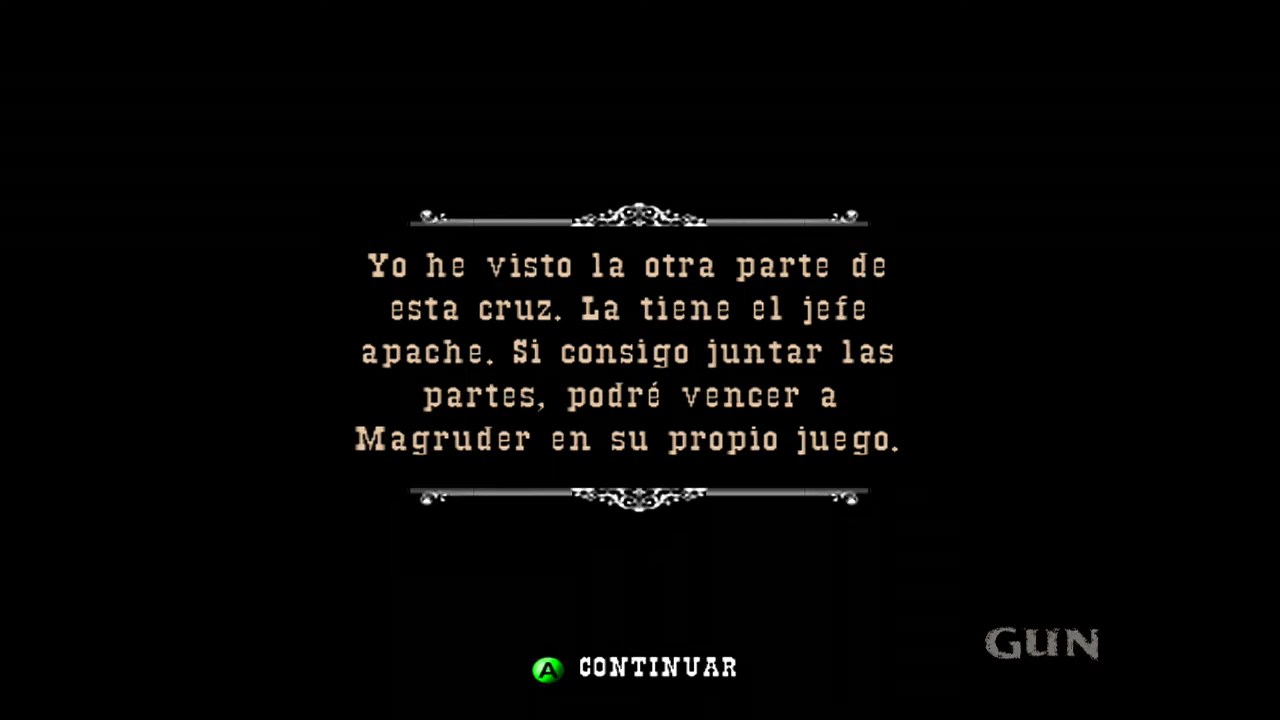 Yo he visto la otra parte de
esta cruz. La tiene el jefe
apache. Si consigo juntar las
partes, podré vencer a
Magruder en su propio juego.
GUN
A CONTINUAR